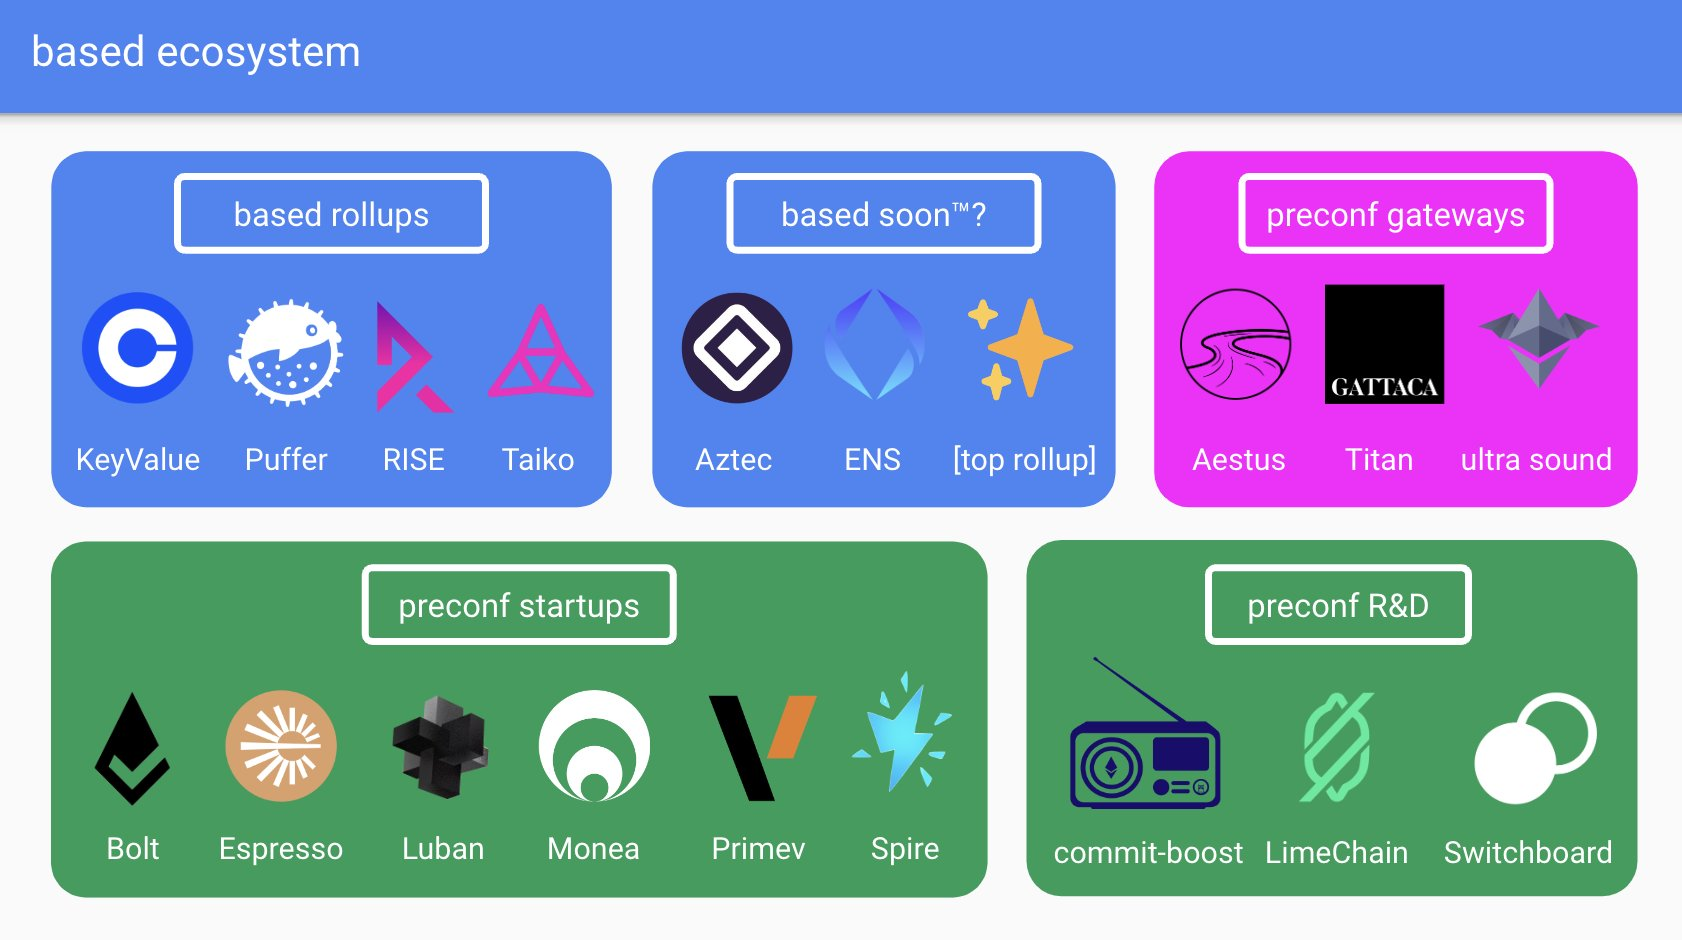 based ecosystem
based rollups
KeyValue Puffer RISE Taiko
based soon™?
Aztec ENS [top rollup]
preconf gateways
GATTACA
Aestus Titan ultra sound
preconf startups
Bolt Espresso Luban Monea Primev Spire
preconf R&D
commit-boost LimeChain Switchboard